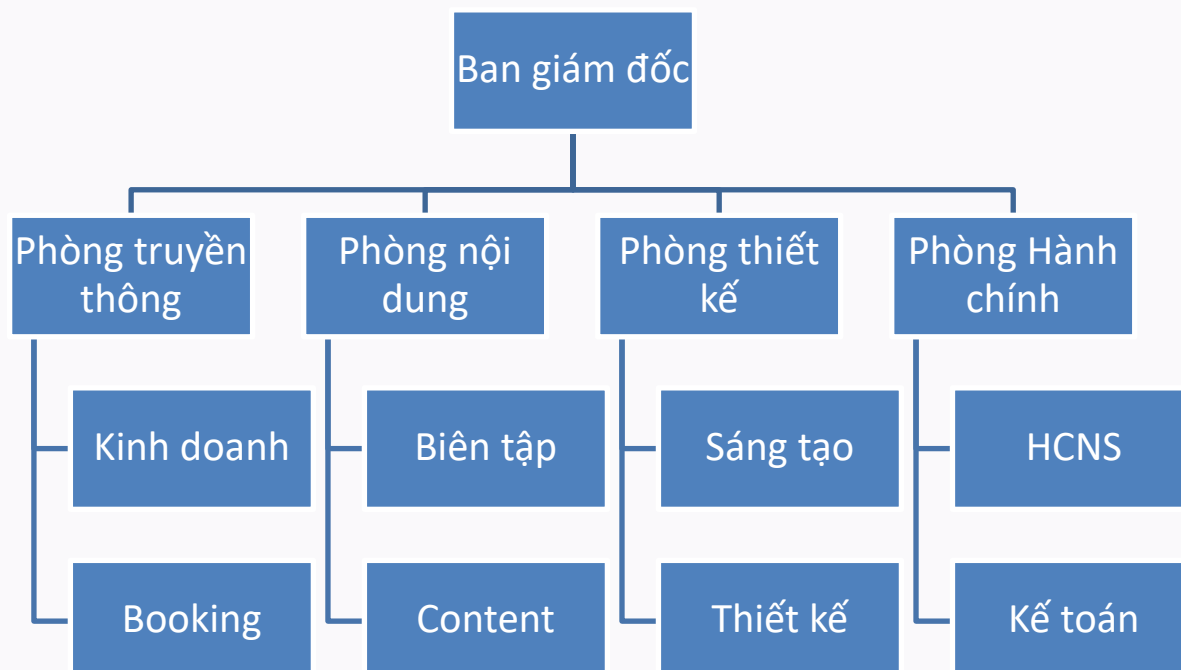 Ban giám đốc
Phòng truyền
thông
Phòng nội
dung
Phòng thiết
kế
Phòng Hành
chính
Kinh doanh
Biên tập
Sáng tạo
HCNS
Booking
Content
Thiết kế
Kế toán